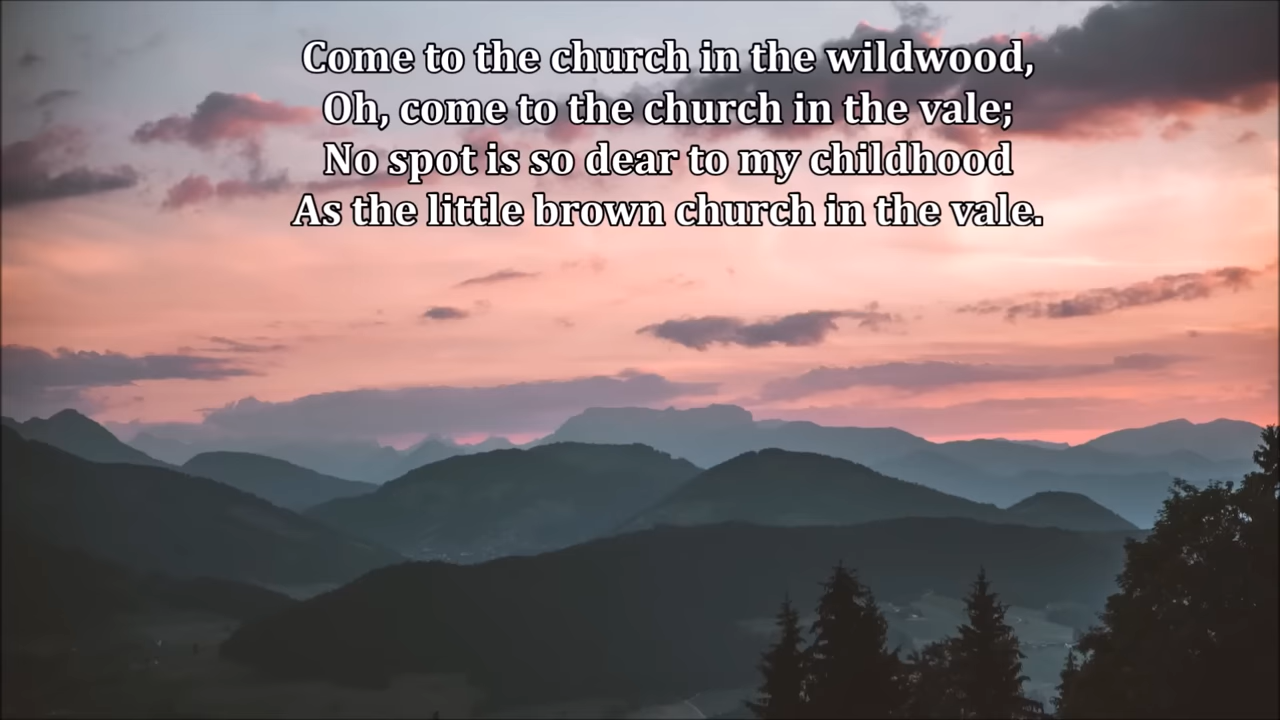 Come to the church in the wildwood,
Oh, come to the church in the vale;
No spot is so dear to my childhood
As the little brown church in the vale.